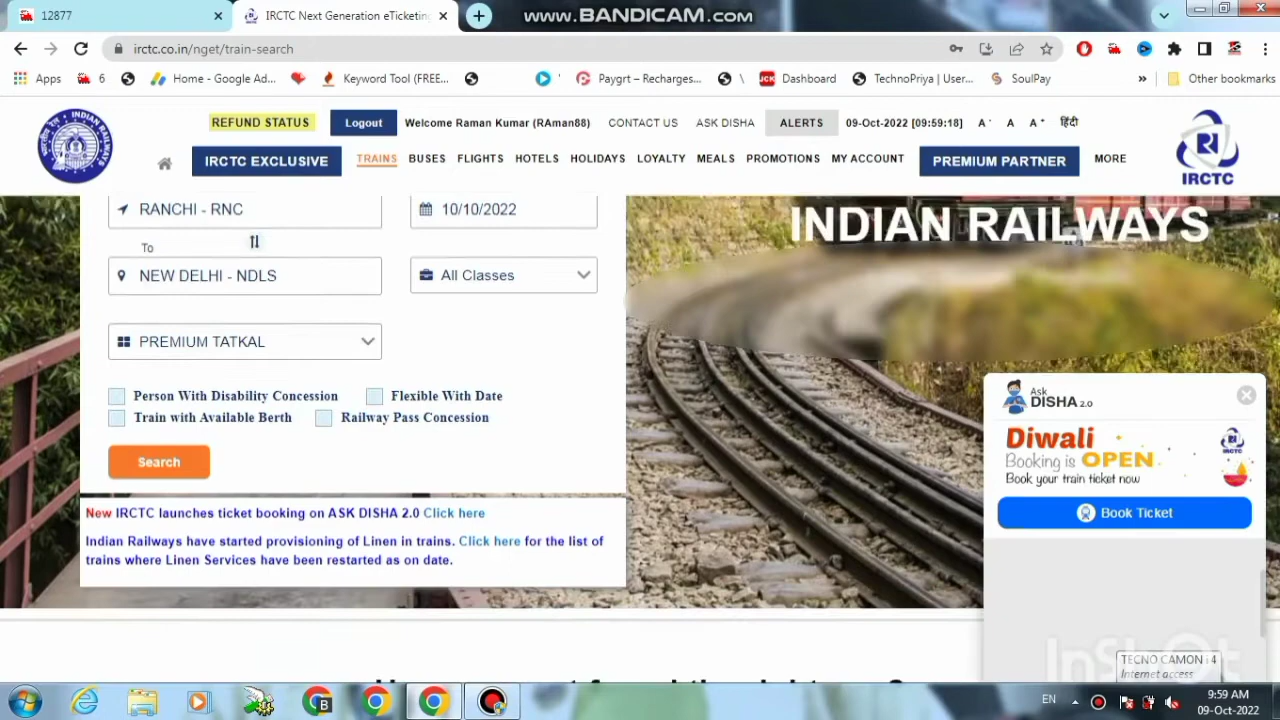 12877
IRCTC Next Generation eTicketing
www.BANDICAM.com
irctc.co.in/nget/train-search
Apps
6
Home - Google Ad...
Keyword Tool (FREE...
Paygrt – Recharges...
Dashboard
TechnoPriya | User...
SoulPay
»
Other bookmarks
INDIAN RAILWAYS
REFUND STATUS
Logout
Welcome Raman Kumar (RAman88)
CONTACT US
ASK DISHA
ALERTS
09-Oct-2022 [09:59:18]
A-
A
A+
हिंदी
IRCTC EXCLUSIVE
TRAINS
BUSES
FLIGHTS
HOTELS
HOLIDAYS
LOYALTY
MEALS
PROMOTIONS
MY ACCOUNT
PREMIUM PARTNER
MORE
IRCTC
RANCHI - RNC
10/10/2022
INDIAN RAILWAYS
To
NEW DELHI - NDLS
All Classes
PREMIUM TATKAL
Person With Disability Concession
Flexible With Date
Train with Available Berth
Railway Pass Concession
Search
Ask
DISHA 2.0
Diwali
Booking is OPEN
Book your train ticket now
IRCTC
Book Ticket
New IRCTC launches ticket booking on ASK DISHA 2.0 Click here
Indian Railways have started provisioning of Linen in trains. Click here for the list of
trains where Linen Services have been restarted as on date.
InShOt
TECNO CAMON i4
Internet access
EN
9:59 AM
09-Oct-2022